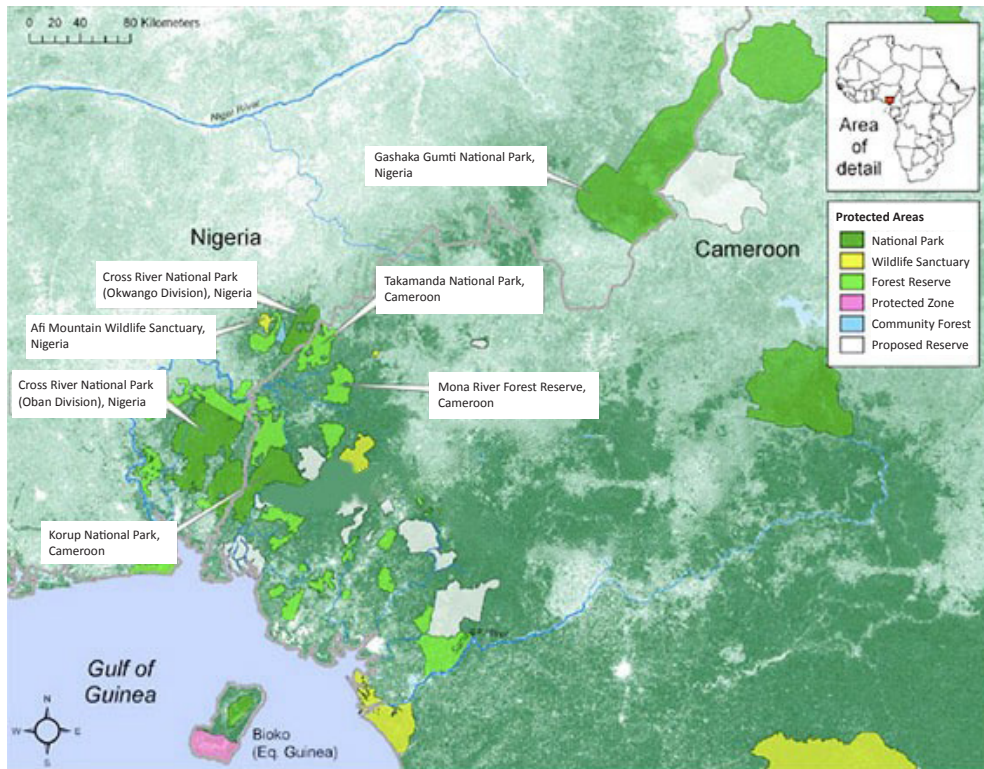 0 20 40 80 Kilometers
Niger River
Gashaka Gumti National Park,
Nigeria
Area
of
detail
Protected Areas
National Park
Wildlife Sanctuary
Forest Reserve
Protected Zone
Community Forest
Proposed Reserve
Nigeria
Cameroon
Cross River National Park
(Okwango Division), Nigeria
Takamanda National Park,
Cameroon
Afi Mountain Wildlife Sanctuary,
Nigeria
Cross River National Park
(Oban Division), Nigeria
Mona River Forest Reserve,
Cameroon
Korup National Park,
Cameroon
Gulf of
Guinea
N
W E
S
Bioko
(Eq. Guinea)